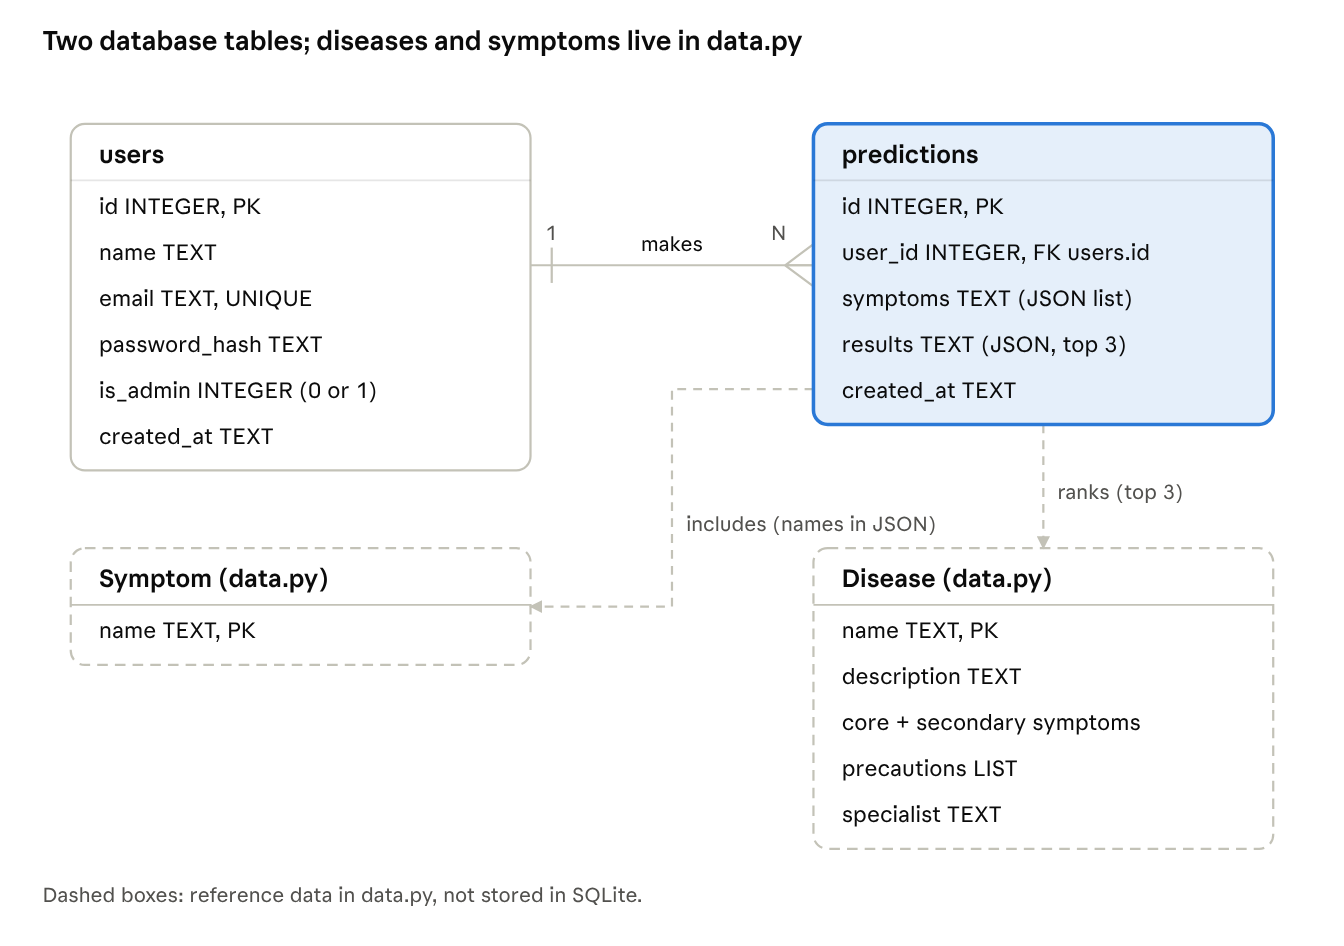 Two database tables; diseases and symptoms live in data.py
users
id INTEGER, PK
name TEXT
email TEXT, UNIQUE
password_hash TEXT
is_admin INTEGER (0 or 1)
created_at TEXT
1
makes
N
predictions
id INTEGER, PK
user_id INTEGER, FK users.id
symptoms TEXT (JSON list)
results TEXT (JSON, top 3)
created_at TEXT
ranks (top 3)
includes (names in JSON)
Symptom (data.py)
name TEXT, PK
Disease (data.py)
name TEXT, PK
description TEXT
core + secondary symptoms
precautions LIST
specialist TEXT
Dashed boxes: reference data in data.py, not stored in SQLite.